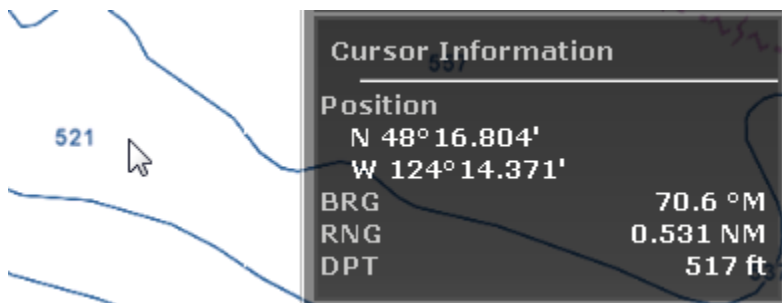 Cursor Information
521
Position
N 48°16.804'
W 124°14.371'
BRG 70.6 °M
RNG 0.531 NM
DPT 517 ft